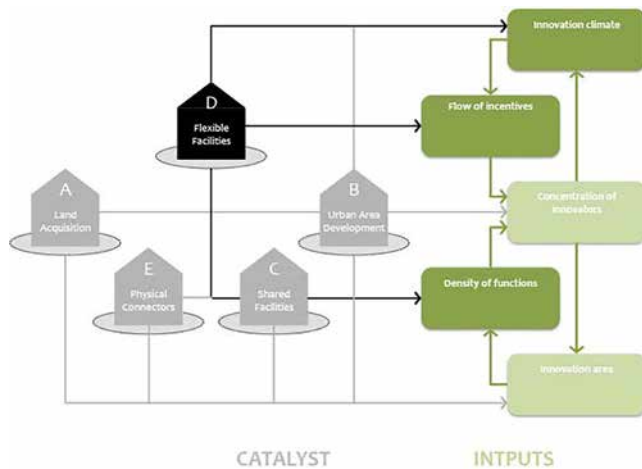 Innovation climate
D
Flexible
Facilities
Flow of incentives
A
Land
Acquisition
B
Urban Area
Development
Concentration of
innovators
E
Physical
Connectors
C
Shared
Facilities
Density of functions
Innovation area
CATALYST
INTPUTS